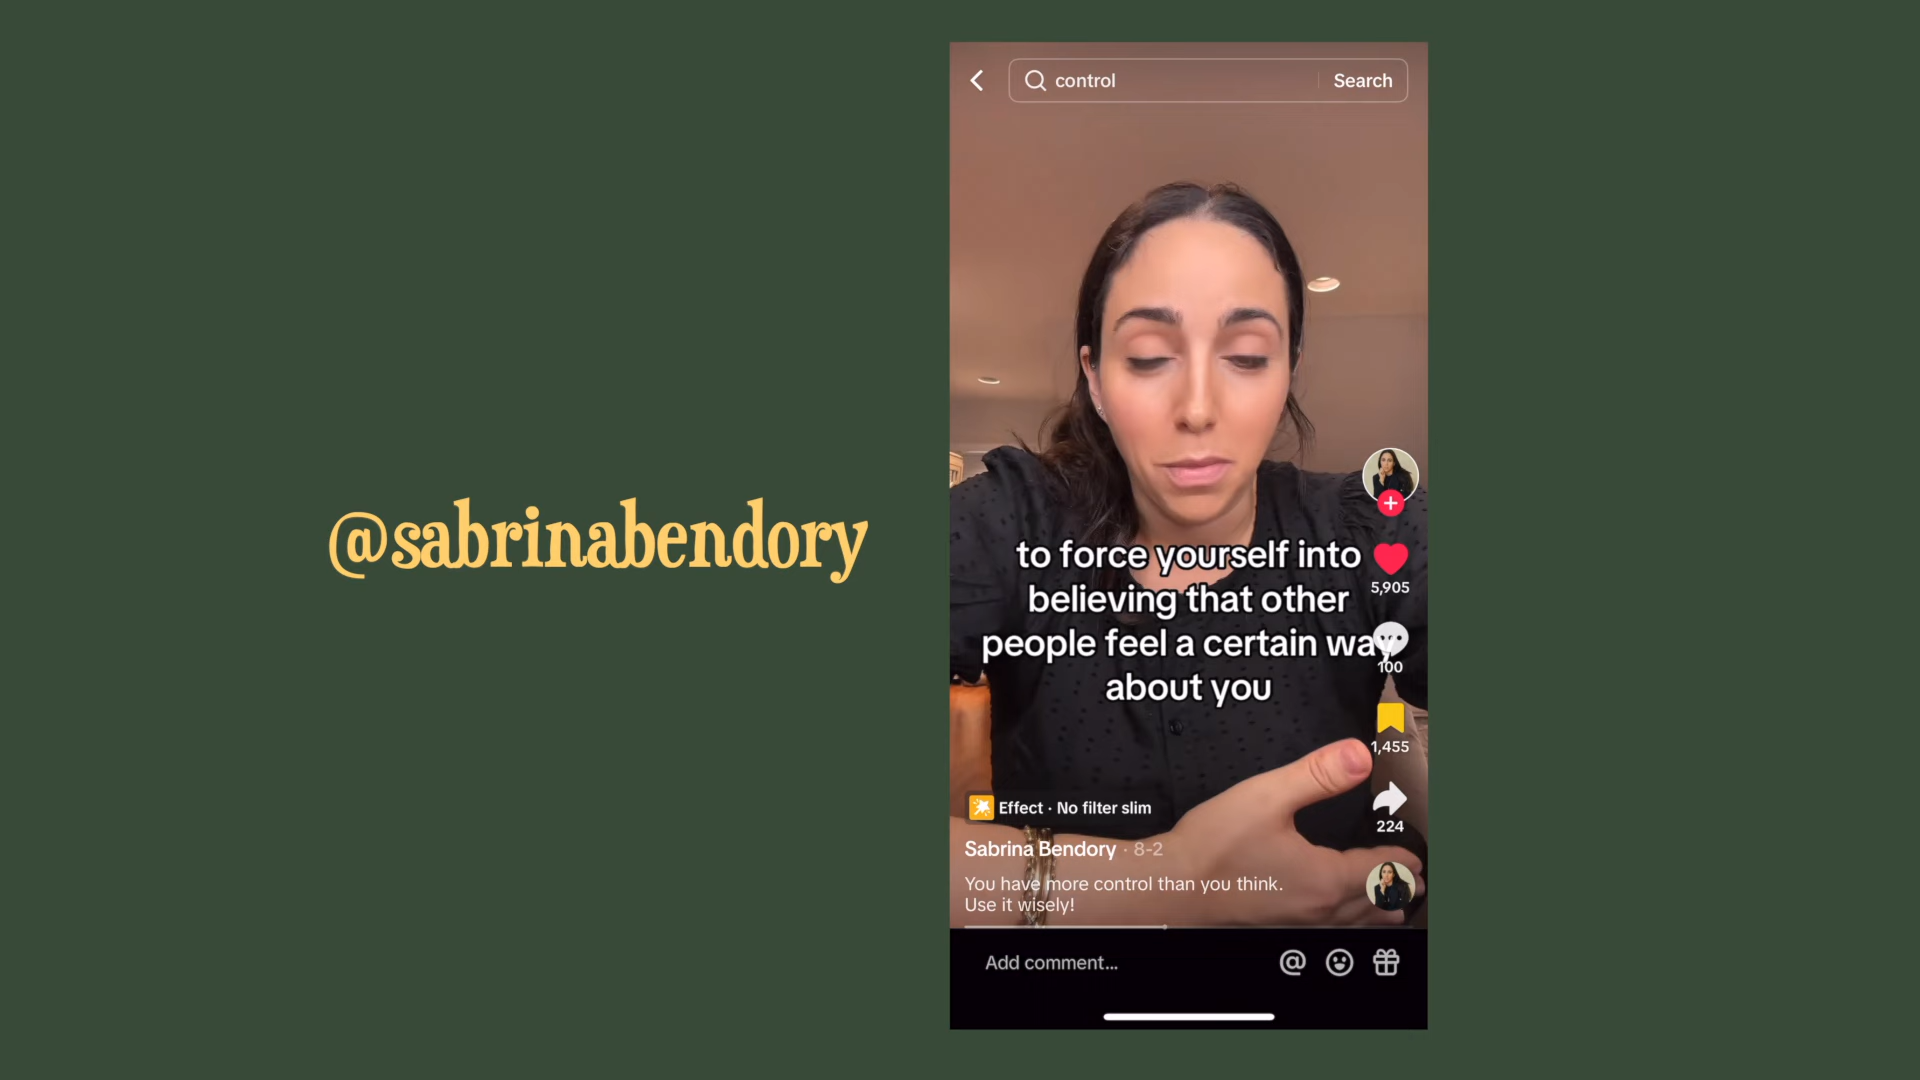 control
Search
@sabrinabendory
to force yourself into
believing that other
people feel a certain way
about you
5,905
100
1,455
224
Effect · No filter slim
Sabrina Bendory · 8-2
You have more control than you think.
Use it wisely!
Add comment...